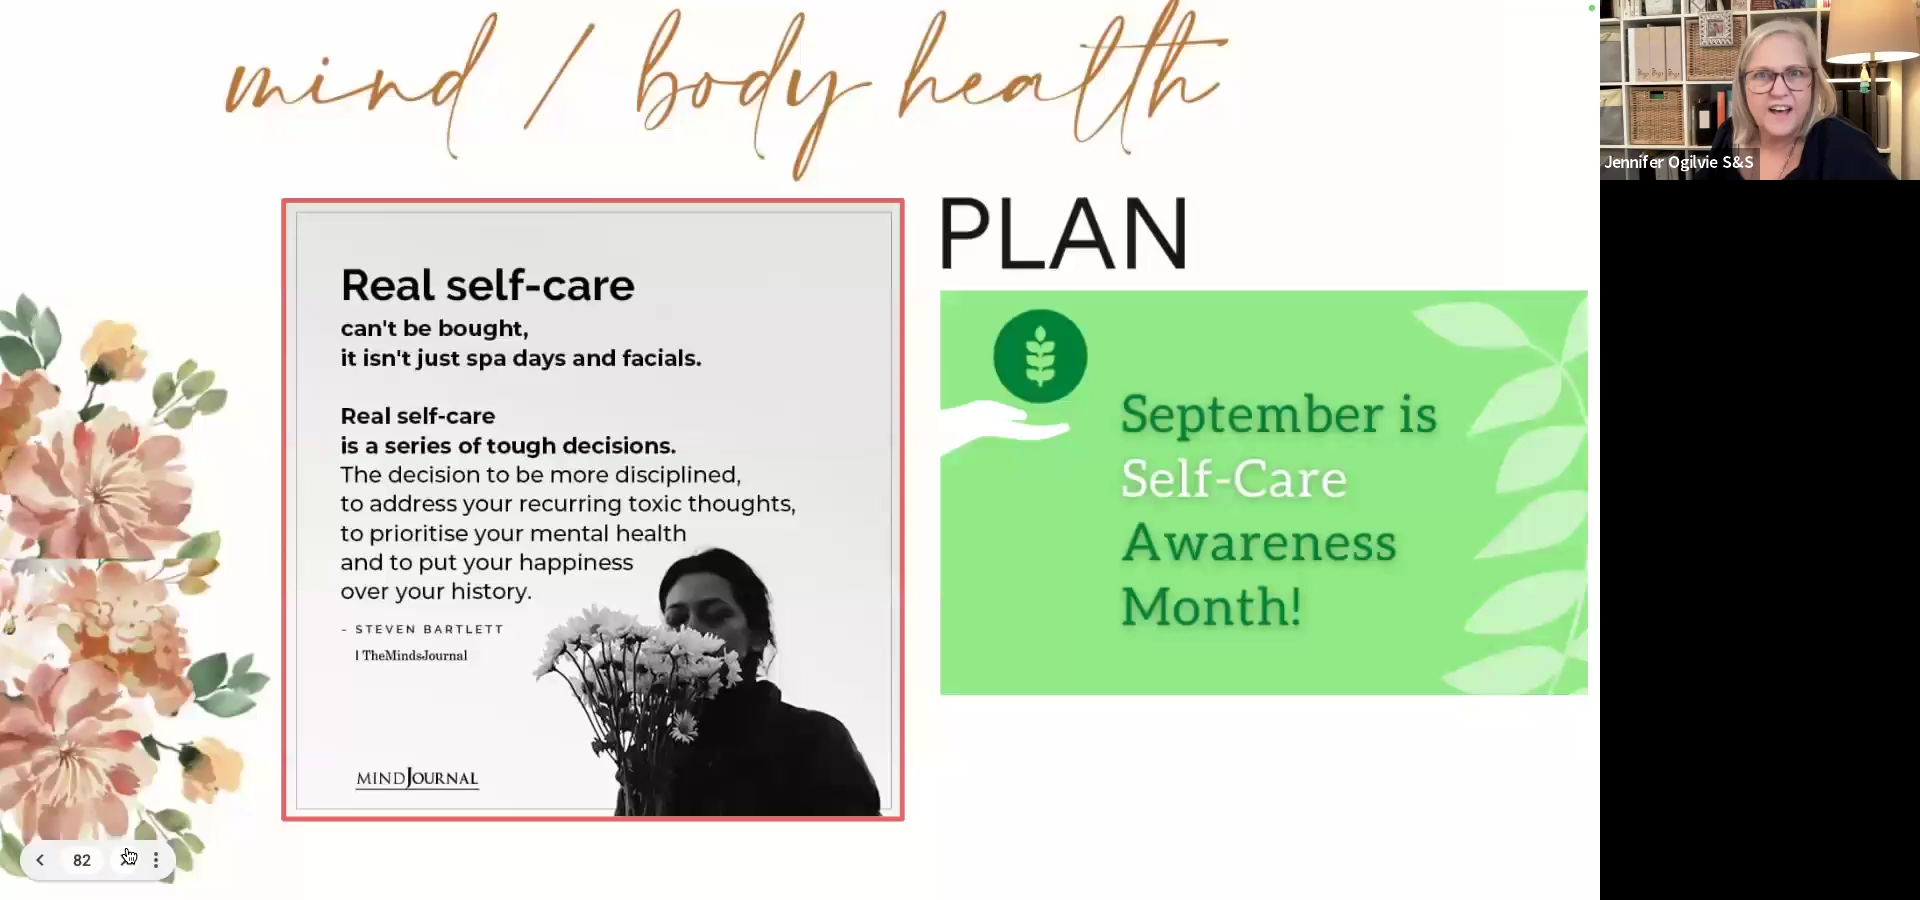 mind / body health
PLAN
Real self-care
can't be bought,
it isn't just spa days and facials.
Real self-care
is a series of tough decisions.
The decision to be more disciplined,
to address your recurring toxic thoughts,
to prioritise your mental health
and to put your happiness
over your history.
- STEVEN BARTLETT
| TheMindsJournal
MINDJOURNAL
September is
Self-Care
Awareness
Month!
Jennifer Ogilvie S&S
82